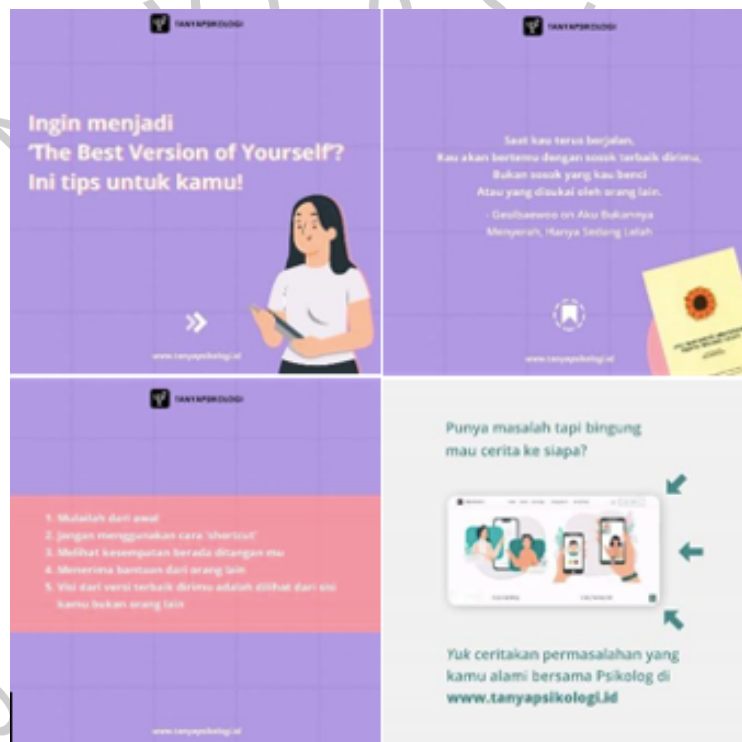 TANYAPSIKOLOGI
Ingin menjadi
'The Best Version of Yourself'?
Ini tips untuk kamu!
www.tanyapsikologi.id
TANYAPSIKOLOGI
Saat kau terus berjalan,
Kau akan bertemu dengan sosok terbaik dirimu,
Bukan sosok yang kau benci
Atau yang disukai oleh orang lain.
- Geulbaewoo on Aku Bukannya
Menyerah, Hanya Sedang Lelah
www.tanyapsikologi.id
TANYAPSIKOLOGI
1. Mulailah dari awal
2. Jangan menggunakan cara 'shortcut'
3. Melihat kesempatan berada ditangan mu
4. Menerima bantuan dari orang lain
5. Visi dari versi terbaik dirimu adalah dilihat dari sisi
kamu bukan orang lain
www.tanyapsikologi.id
Punya masalah tapi bingung
mau cerita ke siapa?
Yuk ceritakan permasalahan yang
kamu alami bersama Psikolog di
www.tanyapsikologi.id